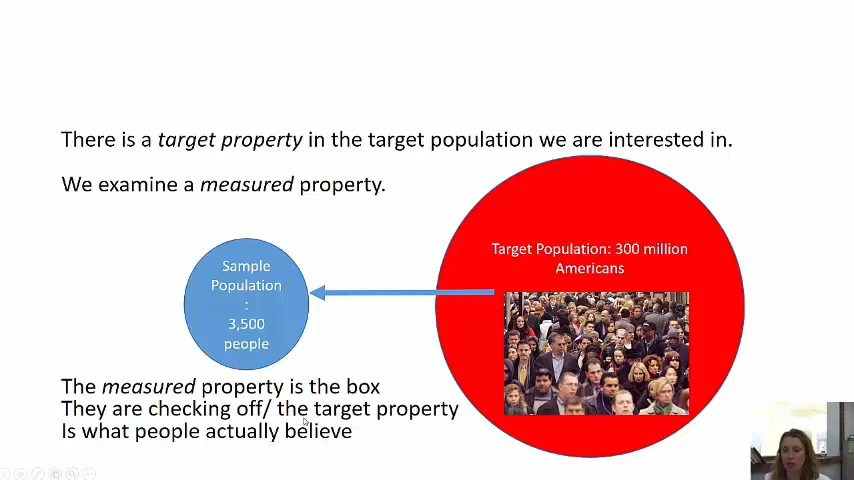 There is a target property in the target population we are interested in.
We examine a measured property.
Target Population: 300 million
Americans
Sample
Population
:
3,500
people
The measured property is the box
They are checking off/ the target property
Is what people actually believe